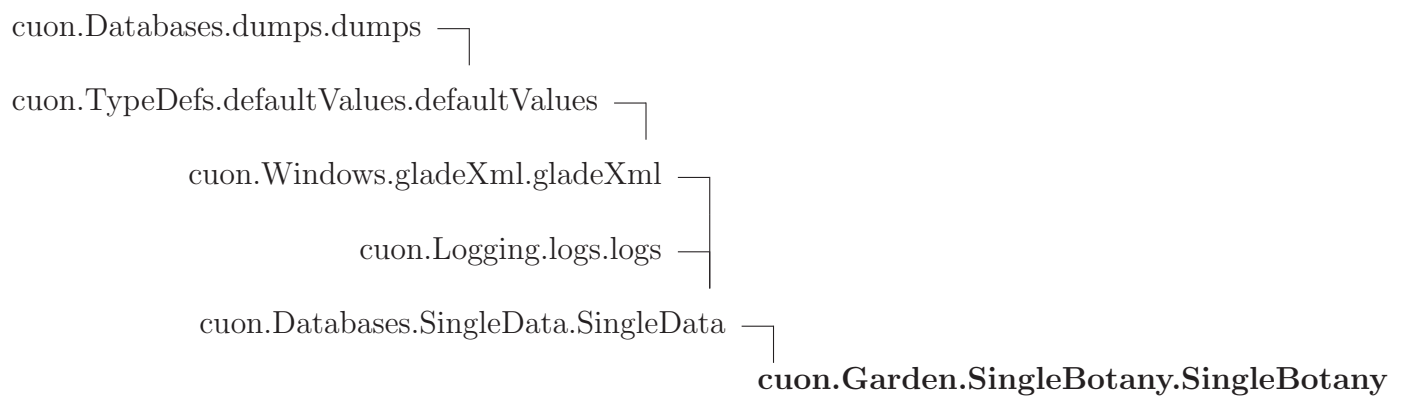 cuon.Databases.dumps.dumps
cuon.TypeDefs.defaultValues.defaultValues
cuon.Windows.gladeXml.gladeXml
cuon.Logging.logs.logs
cuon.Databases.SingleData.SingleData
cuon.Garden.SingleBotany.SingleBotany